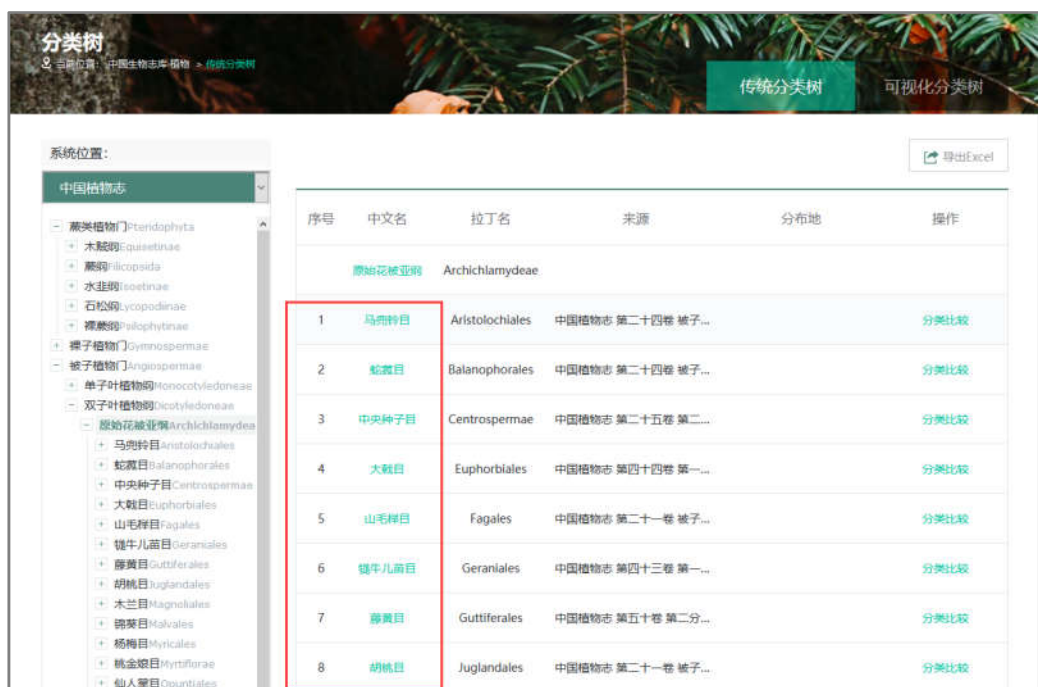 分类树
当前位置：中国生物志库·植物 > 传统分类树
传统分类树
可视化分类树
系统位置：
导出Excel
中国植物志
蕨类植物门Pteridophyta
木贼纲Equisetinae
蕨纲Filicopsida
水韭纲Isoetinae
石松纲Lycopodiinae
裸蕨纲Psilophytinae
裸子植物门Gymnospermae
被子植物门Angiospermae
单子叶植物纲Monocotyledoneae
双子叶植物纲Dicotyledoneae
原始花被亚纲Archichlamydea
马兜铃目Aristolochiales
蛇菰目Balanophorales
中央种子目Centrospermae
大戟目Euphorbiales
山毛榉目Fagales
牻牛儿苗目Geraniales
藤黄目Guttiferales
胡桃目Juglandales
木兰目Magnoliales
锦葵目Malvales
杨梅目Myricales
桃金娘目Myrtiflorae
仙人掌目Opuntiales
序号 中文名 拉丁名 来源 分布地 操作
原始花被亚纲 Archichlamydeae
1 马兜铃目 Aristolochiales 中国植物志 第二十四卷 被子... 分类比较
2 蛇菰目 Balanophorales 中国植物志 第二十四卷 被子... 分类比较
3 中央种子目 Centrospermae 中国植物志 第二十五卷 第二... 分类比较
4 大戟目 Euphorbiales 中国植物志 第四十四卷 第一... 分类比较
5 山毛榉目 Fagales 中国植物志 第二十一卷 被子... 分类比较
6 牻牛儿苗目 Geraniales 中国植物志 第四十三卷 第一... 分类比较
7 藤黄目 Guttiferales 中国植物志 第五十卷 第二分... 分类比较
8 胡桃目 Juglandales 中国植物志 第二十一卷 被子... 分类比较